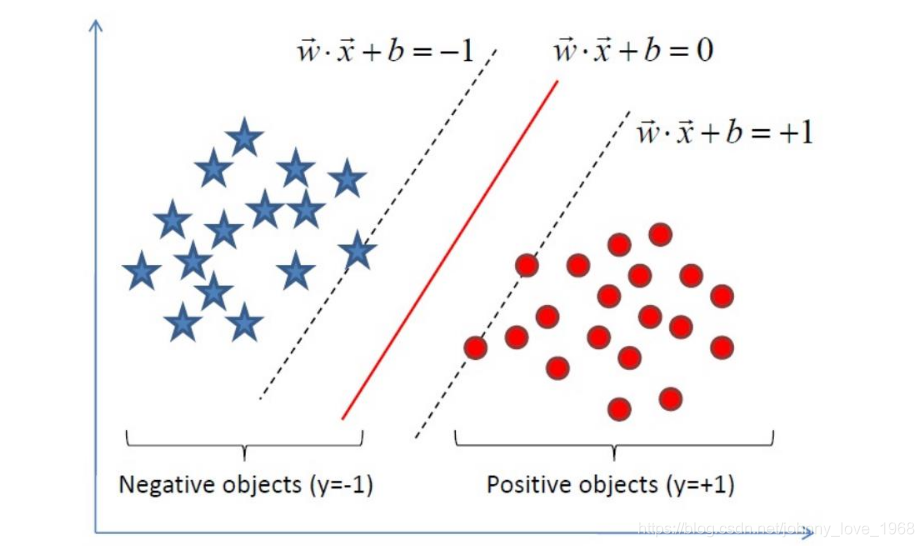 w⃗·x⃗+b=−1
w⃗·x⃗+b=0
w⃗·x⃗+b=+1
Negative objects (y=-1)
Positive objects (y=+1)
https://blog.csdn.net/johnny_love_1968